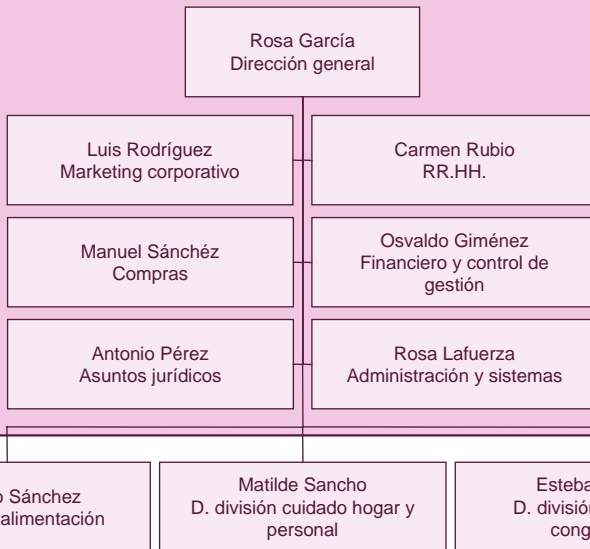 Rosa García
Dirección general
Luis Rodríguez
Marketing corporativo
Carmen Rubio
RR.HH.
Manuel Sánchéz
Compras
Osvaldo Giménez
Financiero y control de
gestión
Antonio Pérez
Asuntos jurídicos
Rosa Lafuerza
Administración y sistemas
Sánchez
alimentación
Matilde Sancho
D. división cuidado hogar y
personal
D.